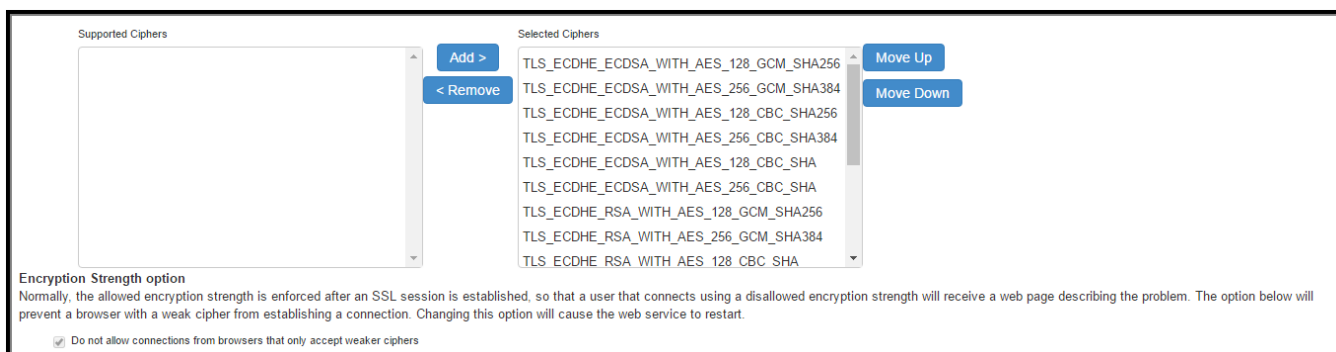 Supported Ciphers
Selected Ciphers
Add >
< Remove
TLS_ECDHE_ECDSA_WITH_AES_128_GCM_SHA256
TLS_ECDHE_ECDSA_WITH_AES_256_GCM_SHA384
TLS_ECDHE_ECDSA_WITH_AES_128_CBC_SHA256
TLS_ECDHE_ECDSA_WITH_AES_256_CBC_SHA384
TLS_ECDHE_ECDSA_WITH_AES_128_CBC_SHA
TLS_ECDHE_ECDSA_WITH_AES_256_CBC_SHA
TLS_ECDHE_RSA_WITH_AES_128_GCM_SHA256
TLS_ECDHE_RSA_WITH_AES_256_GCM_SHA384
TLS_ECDHE_RSA_WITH_AES_128_CBC_SHA
Move Up
Move Down
Encryption Strength option
Normally, the allowed encryption strength is enforced after an SSL session is established, so that a user that connects using a disallowed encryption strength will receive a web page describing the problem. The option below will
prevent a browser with a weak cipher from establishing a connection. Changing this option will cause the web service to restart.
Do not allow connections from browsers that only accept weaker ciphers